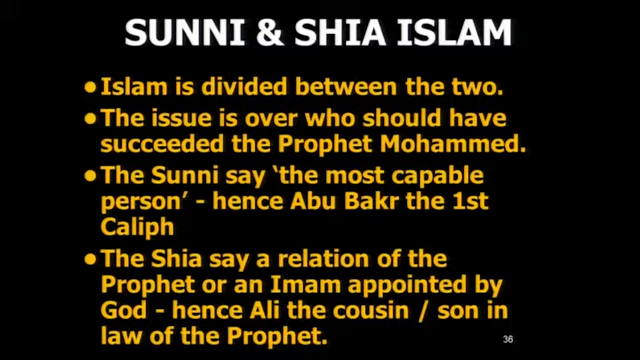 SUNNI & SHIA ISLAM
•Islam is divided between the two.
•The issue is over who should have
succeeded the Prophet Mohammed.
•The Sunni say ‘the most capable
person’ - hence Abu Bakr the 1st
Caliph
•The Shia say a relation of the
Prophet or an Imam appointed by
God - hence Ali the cousin / son in
law of the Prophet.
36